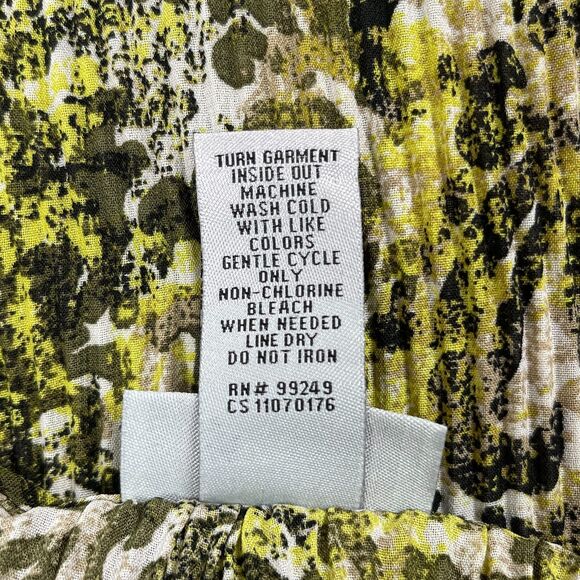 TURN GARMENT
INSIDE OUT
MACHINE
WASH COLD
WITH LIKE
COLORS
GENTLE CYCLE
ONLY
NON-CHLORINE
BLEACH
WHEN NEEDED
LINE DRY
DO NOT IRON
RN# 99249
CS 11070176